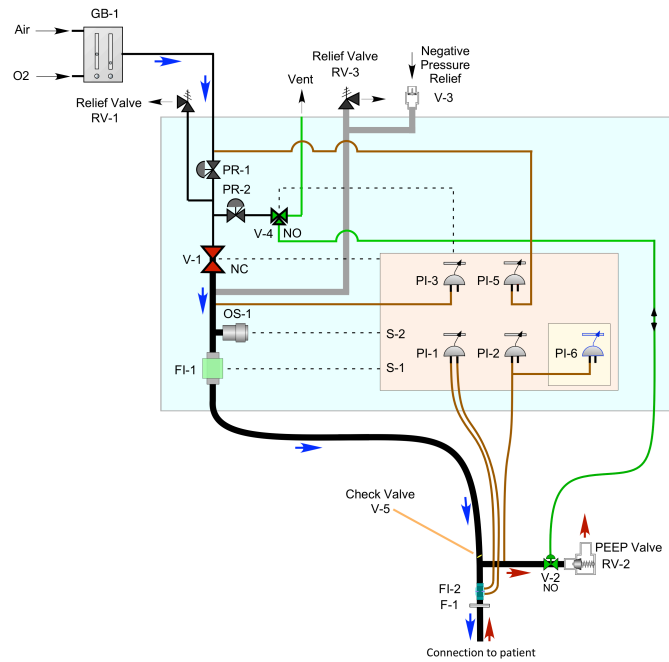 GB-1
Air
O2
Relief Valve
RV-1
Vent
Relief Valve
RV-3
Negative
Pressure
Relief
V-3
PR-1
PR-2
V-4
NO
V-1
NC
PI-3
PI-5
OS-1
S-2
PI-1
PI-2
PI-6
FI-1
S-1
Check Valve
V-5
PEEP Valve
RV-2
V-2
NO
FI-2
F-1
Connection to patient